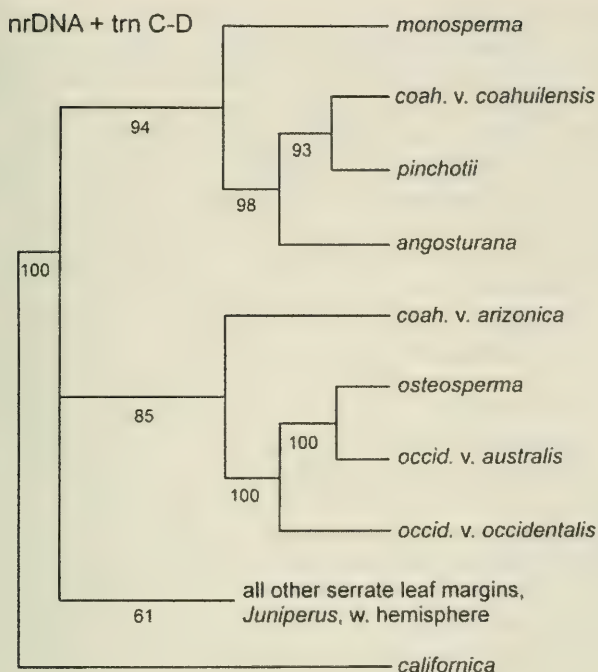 nrDNA + trn C-D
monosperma
94
coah. v. coahuilensis
93
pinchotii
98
angosturana
100
coah. v. arizonica
osteosperma
85
100
occid. v. australis
100
occid. v. occidentalis
all other serrate leaf margins,
Juniperus, w. hemisphere
61
californica